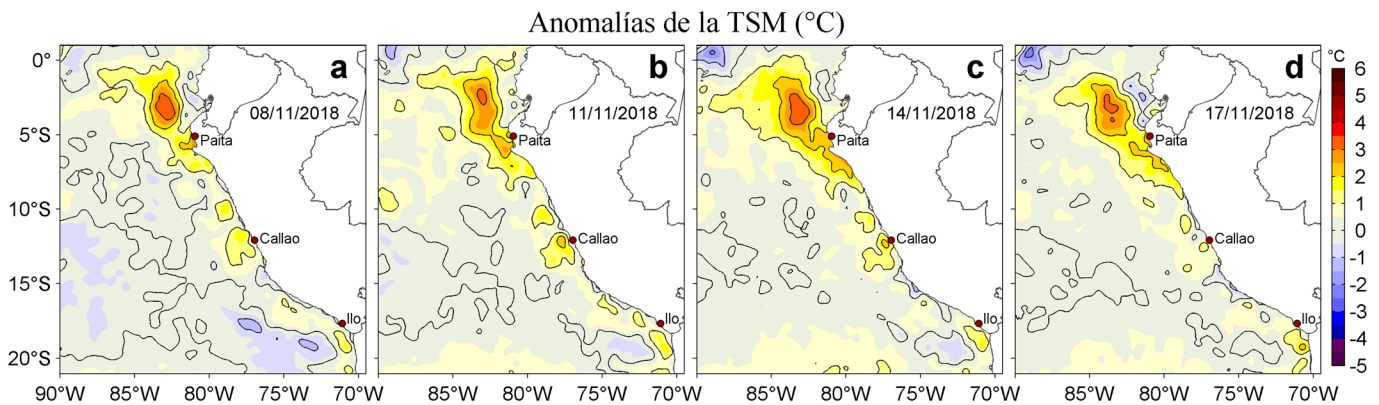 Anomalías de la TSM (°C)
a
08/11/2018
Paita
Callao
Ilo
b
11/11/2018
Paita
Callao
Ilo
c
14/11/2018
Paita
Callao
Ilo
d
17/11/2018
Paita
Callao
Ilo
0°
5°S
10°S
15°S
20°S
90°W 85°W 80°W 75°W 70°W
85°W 80°W 75°W 70°W
85°W 80°W 75°W 70°W
85°W 80°W 75°W 70°W
°C
6
5
4
3
2
1
0
-1
-2
-3
-4
-5